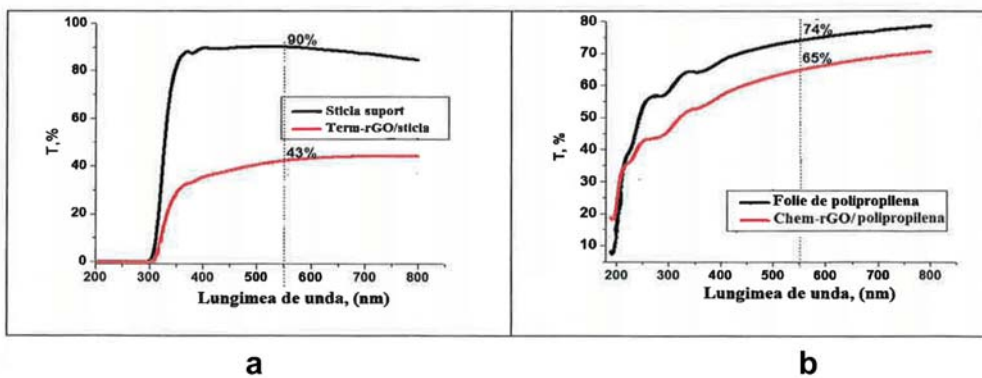 100
80
60
40
20
0
T,%
90%
Sticla suport
Term-rGO/sticla
43%
200 300 400 500 600 700 800
Lungimea de unda, (nm)
a
80
70
60
50
40
30
20
10
T, %
74%
65%
Folie de polipropilena
Chem-rGO/polipropilena
200 300 400 500 600 700 800
Lungimea de unda, (nm)
b